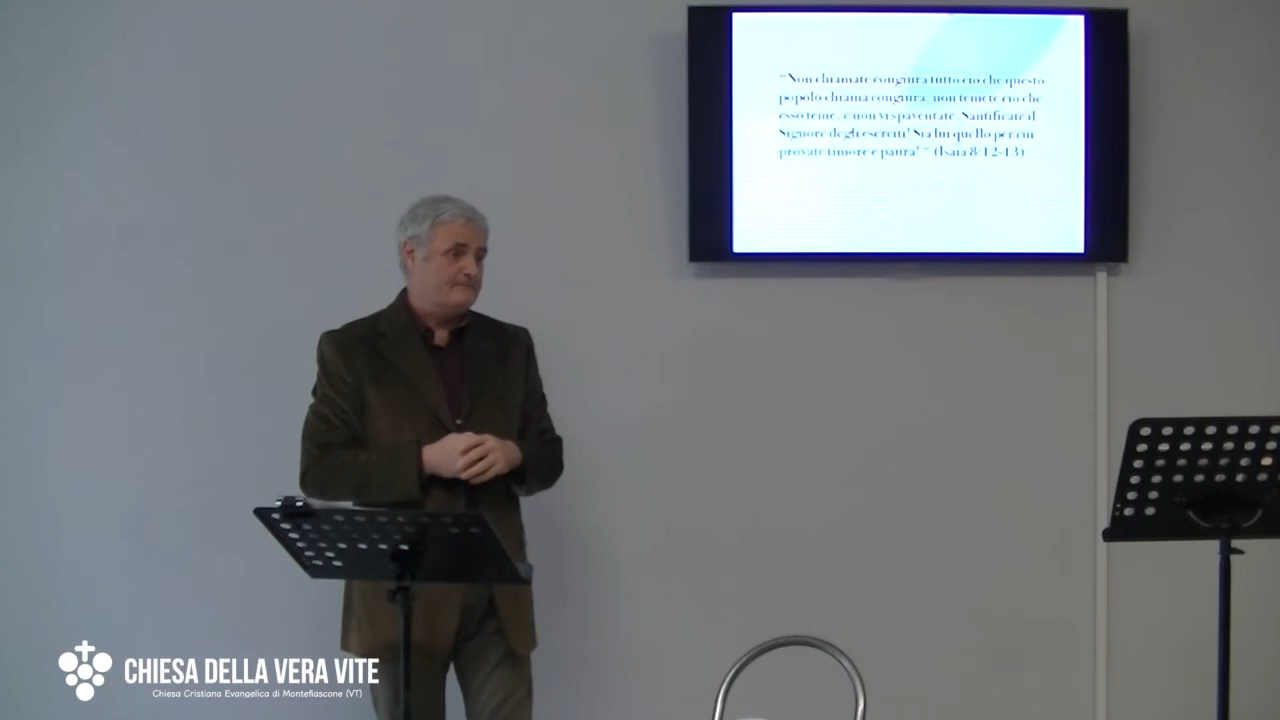 "Non chiamate congiura tutto ciò che questo
popolo chiama congiura; non temete ciò che
esso teme, e non vi spaventate. Santificate il
Signore degli eserciti! Sia lui quello per cui
provate timore e paura! " (Isaia 8:12-13)
CHIESA DELLA VERA VITE
Chiesa Cristiana Evangelica di Montefiascone (VT)